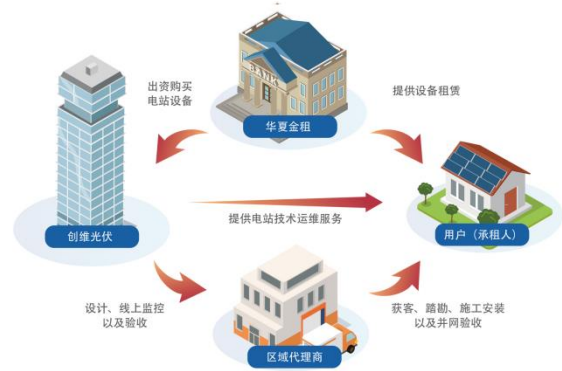 BANK
出资购买
电站设备
提供设备租赁
华夏金租
提供电站技术运维服务
创维光伏
用户（承租人）
设计、线上监控
以及验收
获客、踏勘、施工安装
以及并网验收
区域代理商